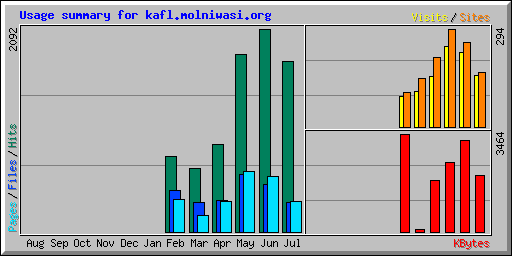 Usage summary for kafl.molniwasi.org
Visits/Sites
2092
294
3464
Pages/Files/Hits
Aug Sep Oct Nov Dec Jan Feb Mar Apr May Jun Jul
KBytes